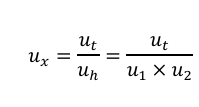 u_x = u_t / u_h = u_t / (u_1 × u_2)